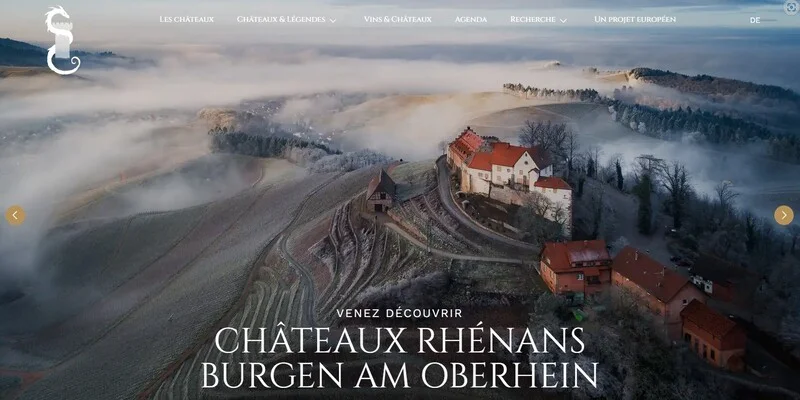 Les châteaux
Châteaux & Légendes
Vins & Châteaux
Agenda
Recherche
Un projet européen
DE
VENEZ DÉCOUVRIR
CHÂTEAUX RHÉNANS
BURGEN AM OBERHEIN